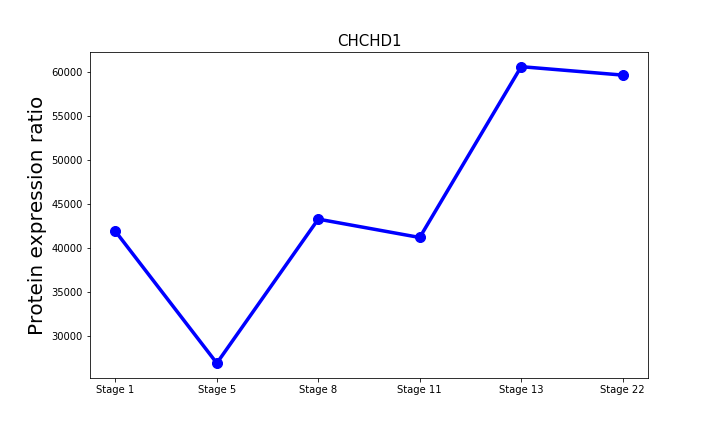 CHCHD1
Protein expression ratio
60000
55000
50000
45000
40000
35000
30000
Stage 1 Stage 5 Stage 8 Stage 11 Stage 13 Stage 22